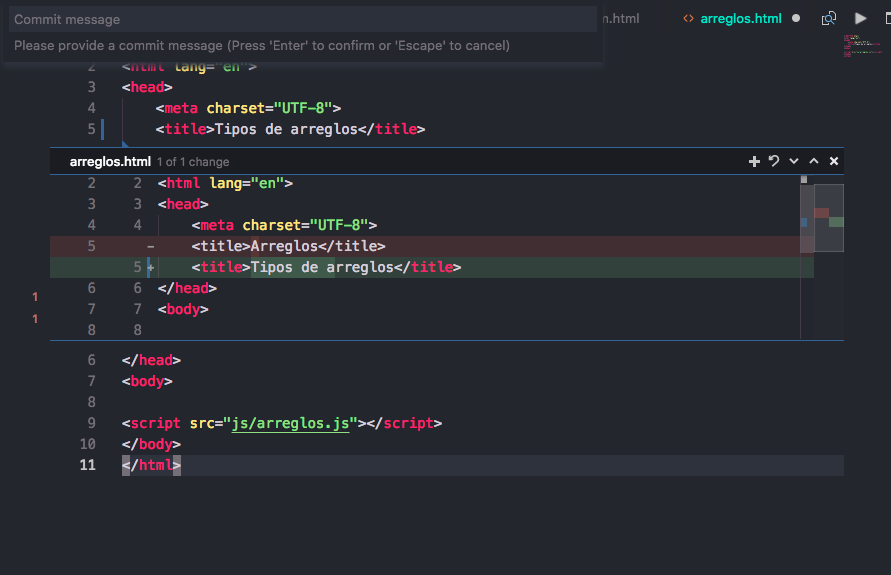 Commit message
Please provide a commit message (Press 'Enter' to confirm or 'Escape' to cancel)
n.html
<> arreglos.html
2 <html lang="en">
3 <head>
4 <meta charset="UTF-8">
5 <title>Tipos de arreglos</title>
arreglos.html 1 of 1 change
2 2 <html lang="en">
3 3 <head>
4 4 <meta charset="UTF-8">
5 - <title>Arreglos</title>
5 + <title>Tipos de arreglos</title>
6 6 </head>
7 7 <body>
8 8
1
1
6 </head>
7 <body>
8
9 <script src="js/arreglos.js"></script>
10 </body>
11 </html>